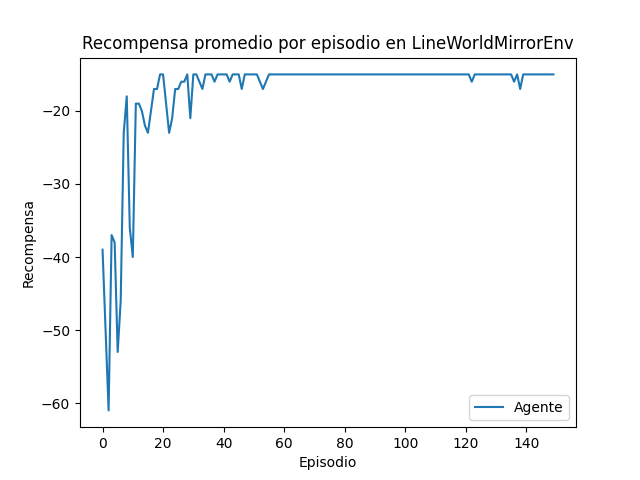 Recompensa promedio por episodio en LineWorldMirrorEnv
−20
−30
−40
−50
−60
Recompensa
0 20 40 60 80 100 120 140
Episodio
Agente